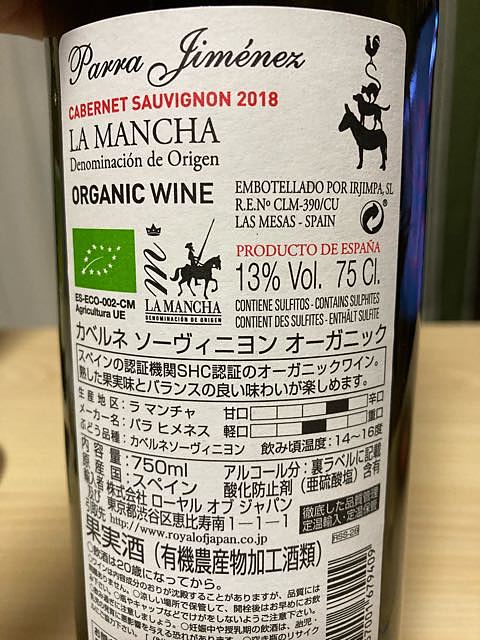 Parra Jiménez
CABERNET SAUVIGNON 2018
LA MANCHA
Denominación de Origen
ORGANIC WINE
EMBOTELLADO POR IRJIMPA, SL
R.E.Nº CLM-390/CU
LAS MESAS - SPAIN
PRODUCTO DE ESPAÑA
13% Vol. 75 Cl.
CONTIENE SULFITOS - CONTAINS SULPHITES
CONTIENT DES SULFITES - ENTHÄLT SULFITE
ES-ECO-002-CM
Agricultura UE
m
LA MANCHA
DENOMINACIÓN DE ORIGEN
カベルネ ソーヴィニヨン オーガニック
スペインの認証機関SHC認証のオーガニックワイン。
熟した果実味とバランスの良い味わいが楽しめます。
生産地区：ラ マンチャ
メーカー名：パラ ヒメネス
ぶどう品種：カベルネソーヴィニヨン
甘口 辛口
軽口 重口
飲み頃温度：14～16度
内容量：750ml
原産国：スペイン
アルコール分：裏ラベルに記載
酸化防止剤（亜硫酸塩）含有
株式会社 ローヤル オブ ジャパン
東京都渋谷区恵比寿南1-1-1
http://www.royalofjapan.co.jp
徹底した品質管理
定温輸入・定温保管
RSS-28
果実酒（有機農産物加工酒類）
○飲酒は20歳になってから。